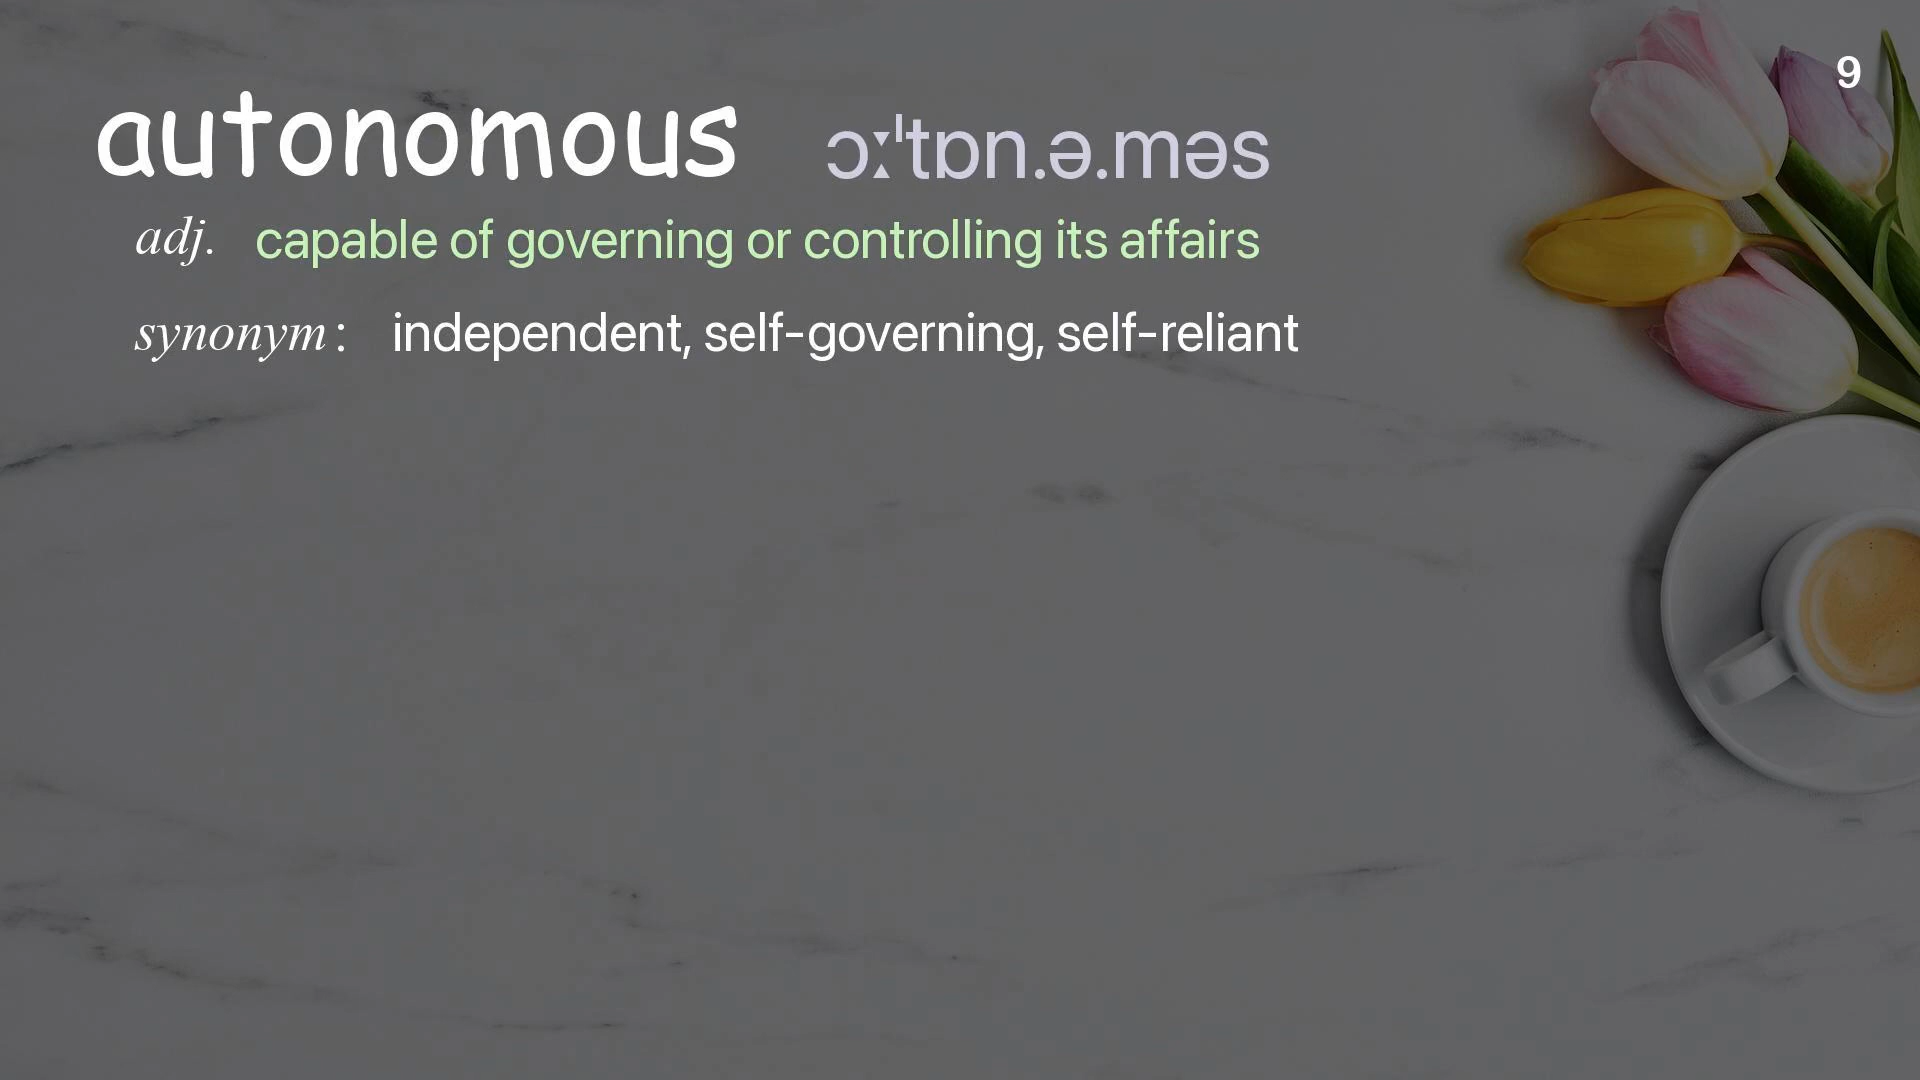 9
autonomous ɔːˈtɒn.ə.məs
adj. capable of governing or controlling its affairs
synonym: independent, self-governing, self-reliant